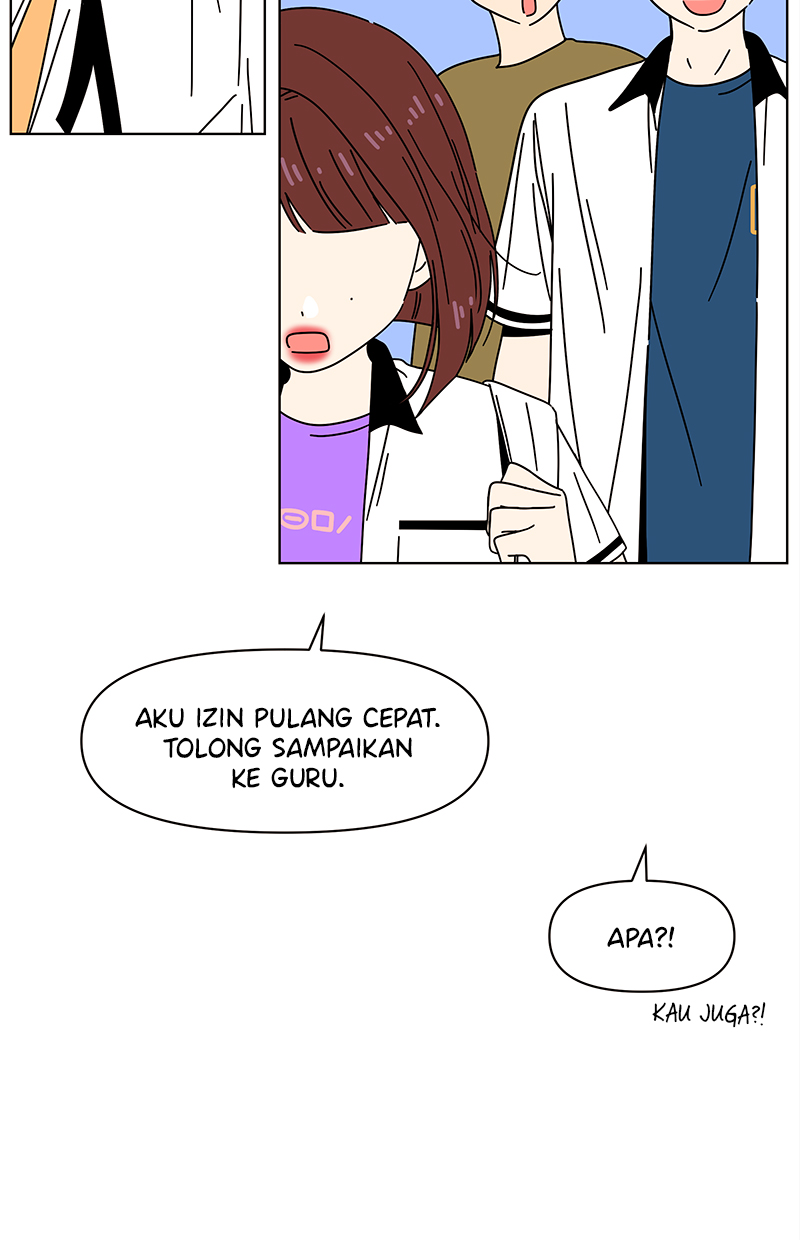 AKU IZIN PULANG CEPAT.
TOLONG SAMPAIKAN
KE GURU.
APA?!
KAU JUGA?!